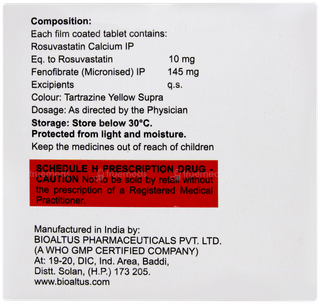 Composition:
Each film coated tablet contains:
Rosuvastatin Calcium IP
Eq. to Rosuvastatin 10 mg
Fenofibrate (Micronised) IP 145 mg
Excipients q.s.
Colour: Tartrazine Yellow Supra
Dosage: As directed by the Physician
Storage: Store below 30°C.
Protected from light and moisture.
Keep the medicines out of reach of children
SCHEDULE H PRESCRIPTION DRUG -
CAUTION Not to be sold by retail without
the prescription of a Registered Medical
Practitioner.
Manufactured in India by:
BIOALTUS PHARMACEUTICALS PVT. LTD.
(A WHO GMP CERTIFIED COMPANY)
At: 19-20, DIC, Ind. Area, Baddi,
Distt. Solan, (H.P.) 173 205.
www.bioaltus.com